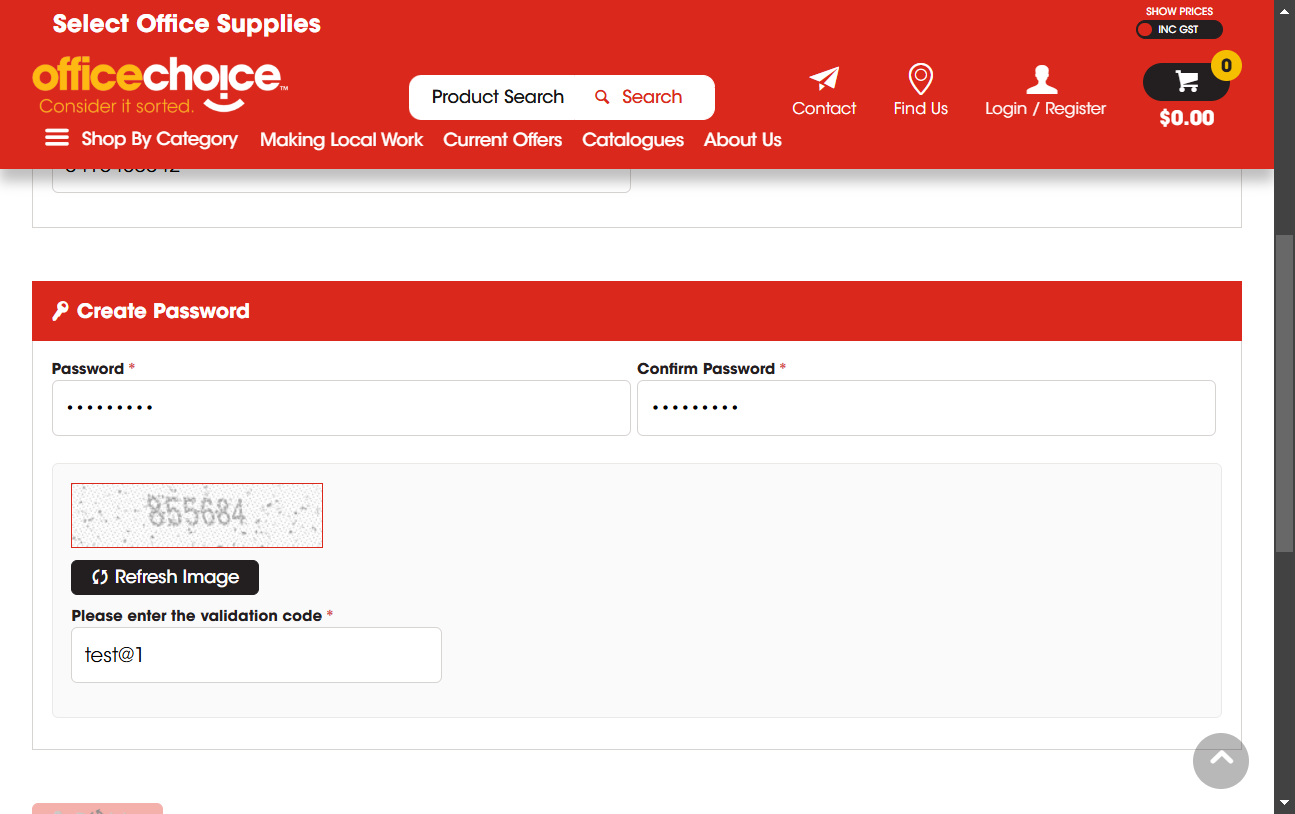 Select Office Supplies
SHOW PRICES
INC GST
officechoice™
Consider it sorted.
Product Search
Search
Contact
Find Us
Login / Register
0
$0.00
Shop By Category
Making Local Work
Current Offers
Catalogues
About Us
Create Password
Password *
Confirm Password *
•••••••••
•••••••••
855684
Refresh Image
Please enter the validation code *
test@1